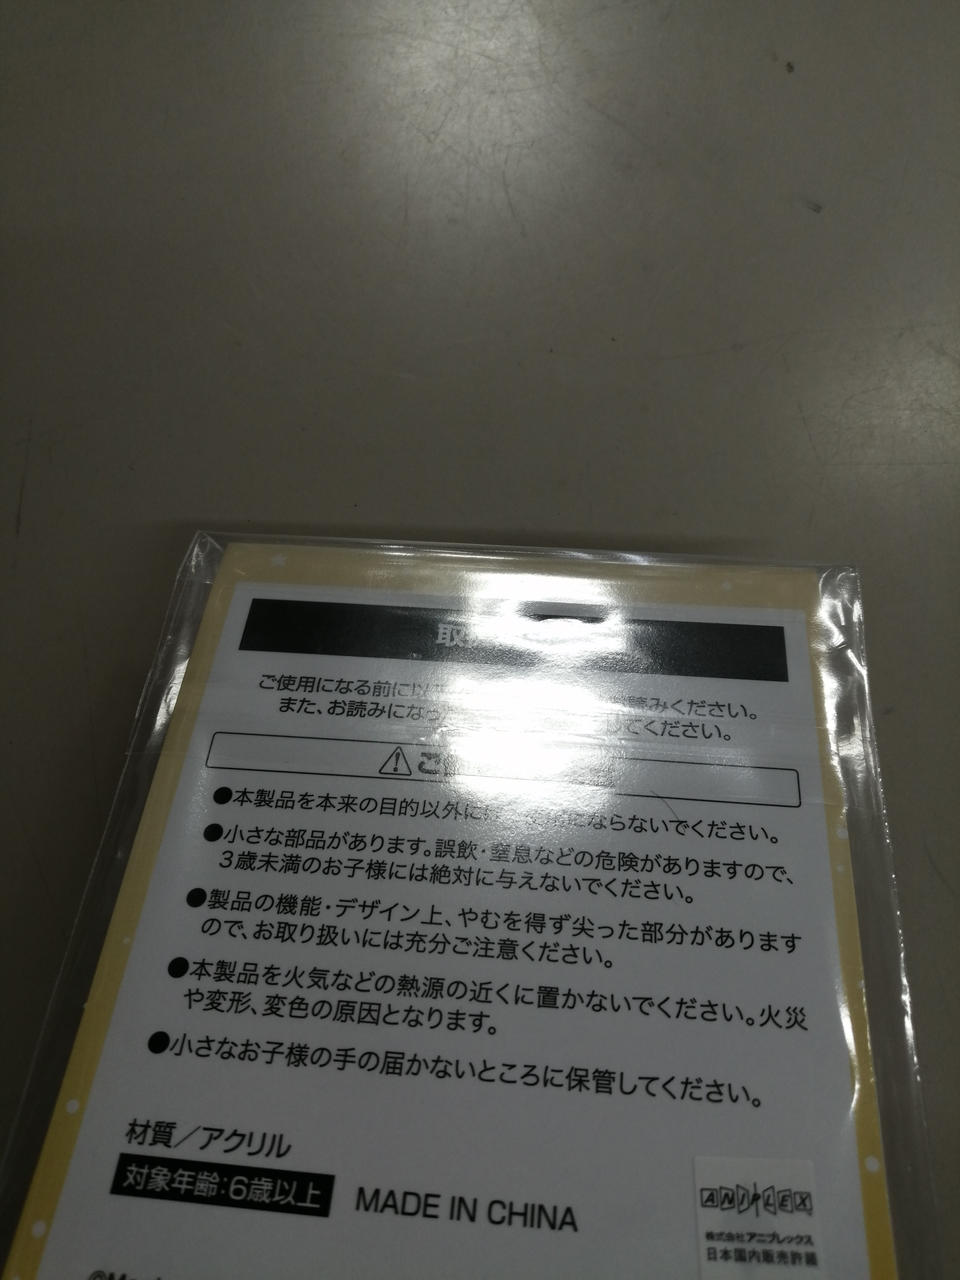 取
ご使用になる前に 読みください。
また、お読みになっ てください。
ご
●本製品を本来の目的以外に にならないでください。
●小さな部品があります。誤飲・窒息などの危険がありますので、
3歳未満のお子様には絶対に与えないでください。
●製品の機能・デザイン上、やむを得ず尖った部分があります
ので、お取り扱いには充分ご注意ください。
●本製品を火気などの熱源の近くに置かないでください。火災
や変形、変色の原因となります。
●小さなお子様の手の届かないところに保管してください。
材質／アクリル
対象年齢:6歳以上
MADE IN CHINA
ANIPLEX
株式会社アニプレックス
日本国内販売許諾